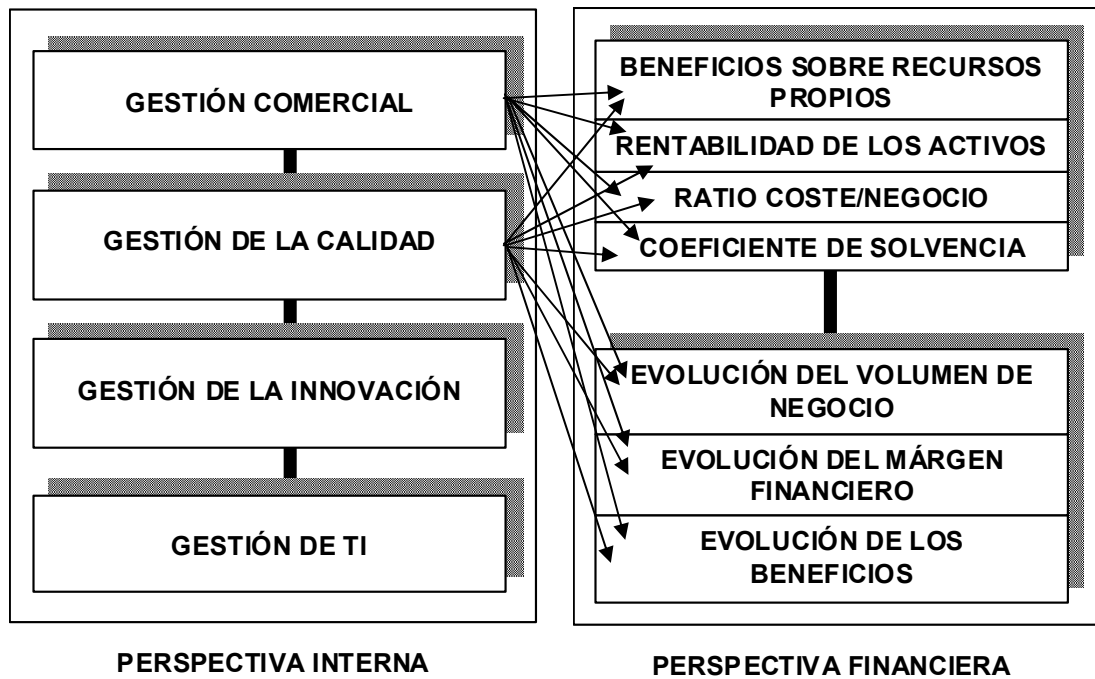 GESTIÓN COMERCIAL
GESTIÓN DE LA CALIDAD
GESTIÓN DE LA INNOVACIÓN
GESTIÓN DE TI
PERSPECTIVA INTERNA
BENEFICIOS SOBRE RECURSOS
PROPIOS
RENTABILIDAD DE LOS ACTIVOS
RATIO COSTE/NEGOCIO
COEFICIENTE DE SOLVENCIA
EVOLUCIÓN DEL VOLUMEN DE
NEGOCIO
EVOLUCIÓN DEL MÁRGEN
FINANCIERO
EVOLUCIÓN DE LOS
BENEFICIOS
PERSPECTIVA FINANCIERA